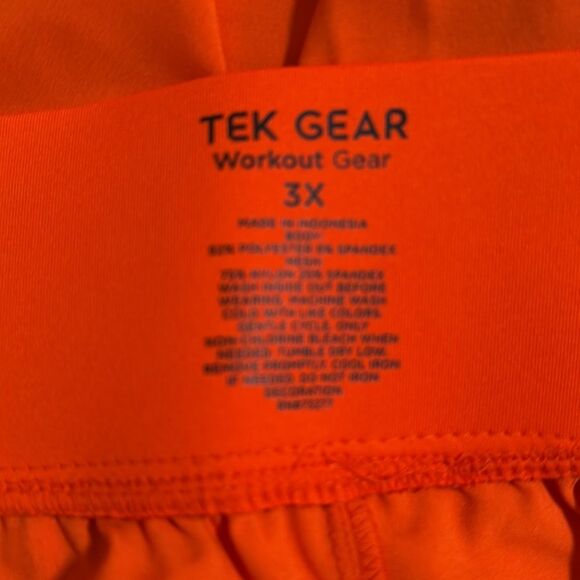 TEK GEAR
Workout Gear
3X
MADE IN INDONESIA
BODY
POLYESTER SPANDEX
MESH
75% NYLON 25% SPANDEX
WASH INSIDE OUT BEFORE
WEARING. MACHINE WASH
COLD WITH LIKE COLORS.
GENTLE CYCLE. ONLY
NON-CHLORINE BLEACH WHEN
NEEDED. TUMBLE DRY LOW.
REMOVE PROMPTLY. COOL IRON
IF NEEDED. DO NOT IRON
DECORATION